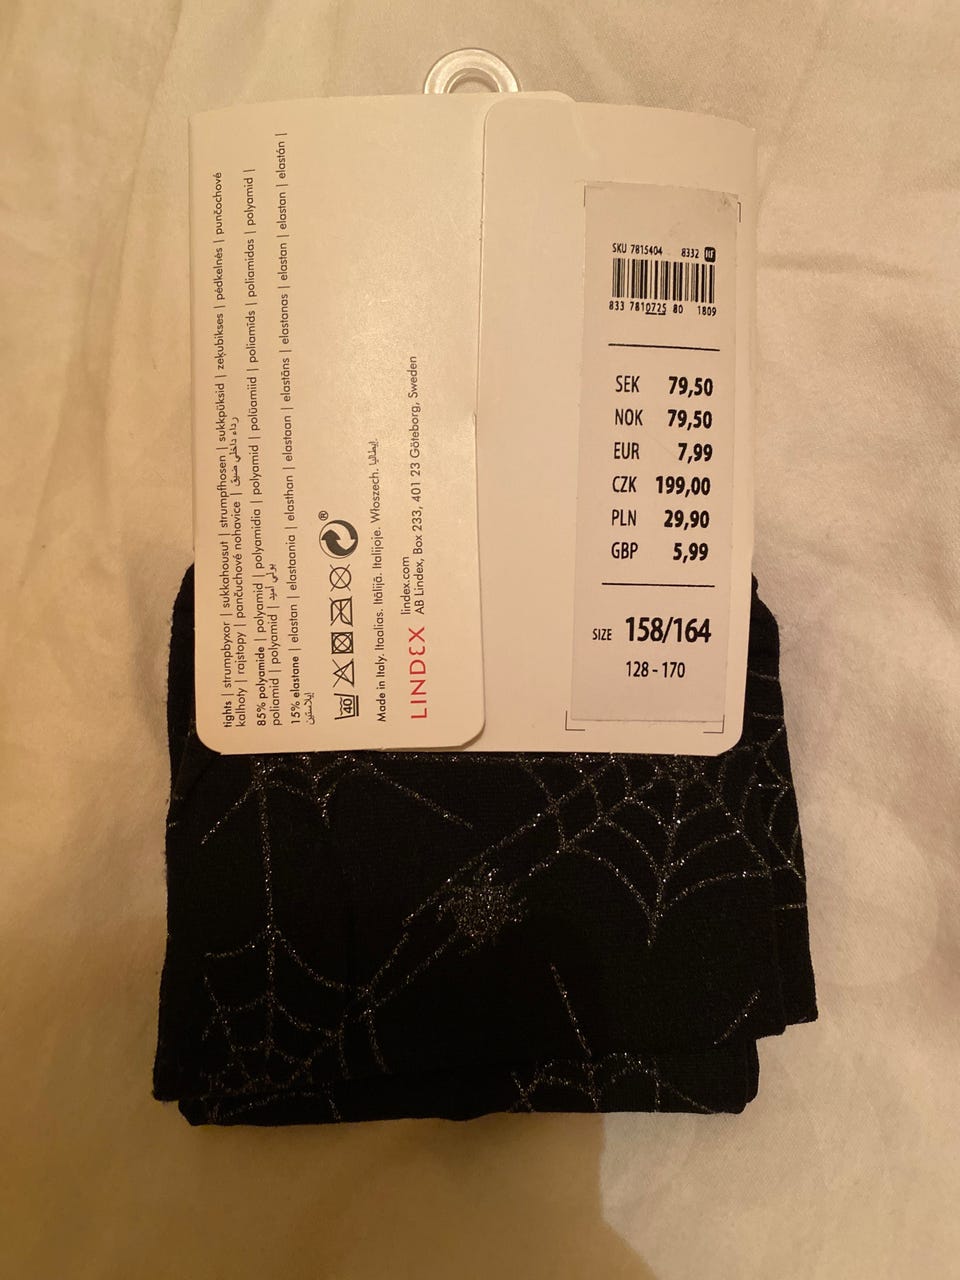 tights | strumpbyxor | sukkahousut | strumpfhosen | sukkpüksid | zeķubikses | pėdkelnės | punčochové
kalhoty | rajstopy | pančuchové nohavice | رداء داخلي ضيق
85% polyamide | polyamid | polyamidia | polyamid | polüamiid | poliamīds | poliamidas | polyamid |
poliamid | polyamid | بولي أميد
15% elastane | elastan | elastaania | elasthan | elastaan | elastāns | elastanas | elastan | elastan | elastán |
إيلاستين
40
®
Made in Italy. Itaalias. Itālijā. Italijoje. Włoszech. إيطاليا.
LINDEX
lindex.com
AB Lindex, Box 233, 401 23 Göteborg, Sweden
SKU 7815404 8332 HF
833 7810725 80 1809
SEK 79,50
NOK 79,50
EUR 7,99
CZK 199,00
PLN 29,90
GBP 5,99
SIZE 158/164
128 - 170